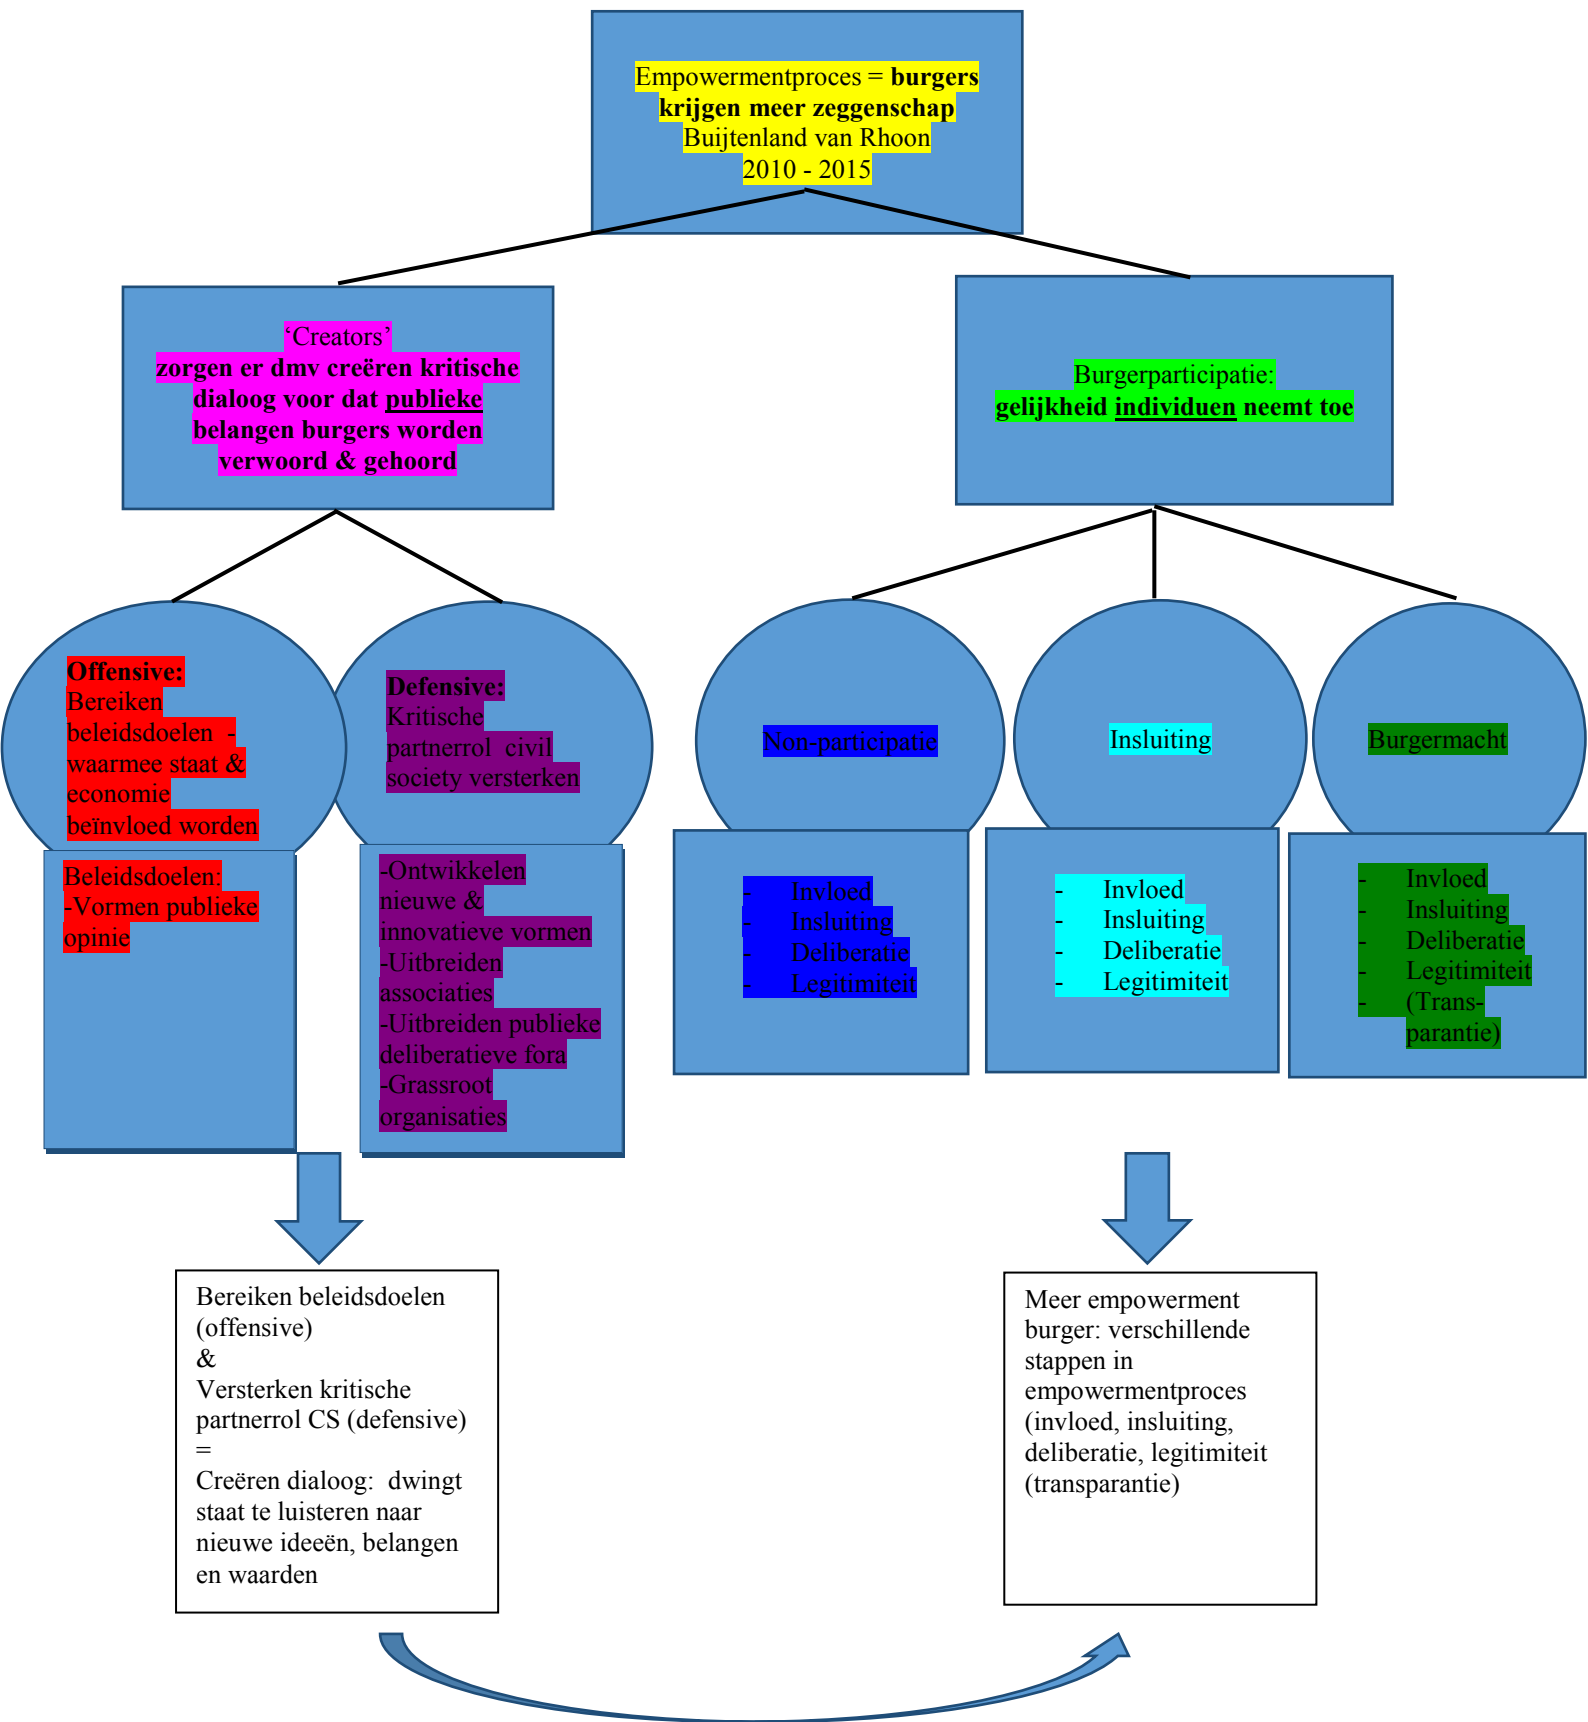 Empowermentproces = burgers
krijgen meer zeggenschap
Buijtenland van Rhoon
2010 - 2015
‘Creators’
zorgen er dmv creëren kritische
dialoog voor dat publieke
belangen burgers worden
verwoord & gehoord
Burgerparticipatie:
gelijkheid individuen neemt toe
Offensive:
Bereiken
beleidsdoelen -
waarmee staat &
economie
beïnvloed worden
Defensive:
Kritische
partnerrol civil
society versterken
Non-participatie
Insluiting
Burgermacht
Beleidsdoelen:
-Vormen publieke
opinie
-Ontwikkelen
nieuwe &
innovatieve vormen
-Uitbreiden
associaties
-Uitbreiden publieke
deliberatieve fora
-Grassroot
organisaties
- Invloed
- Insluiting
- Deliberatie
- Legitimiteit
- Invloed
- Insluiting
- Deliberatie
- Legitimiteit
- Invloed
- Insluiting
- Deliberatie
- Legitimiteit
- (Trans-
parantie)
Bereiken beleidsdoelen
(offensive)
&
Versterken kritische
partnerrol CS (defensive)
=
Creëren dialoog: dwingt
staat te luisteren naar
nieuwe ideeën, belangen
en waarden
Meer empowerment
burger: verschillende
stappen in
empowermentproces
(invloed, insluiting,
deliberatie, legitimiteit
(transparantie)